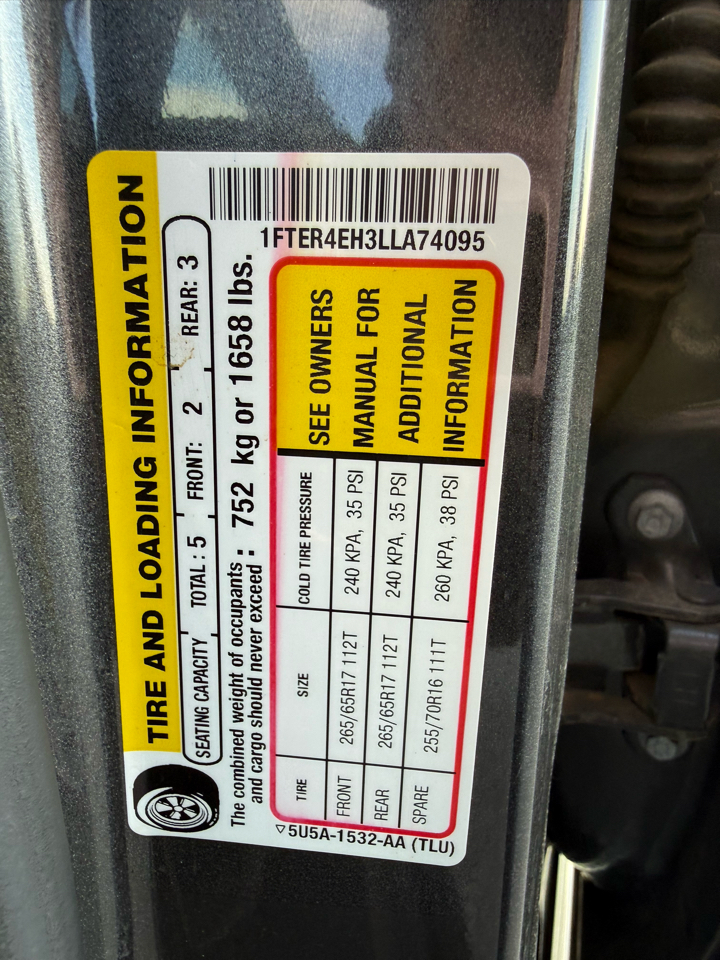 TIRE AND LOADING INFORMATION
SEATING CAPACITY TOTAL : 5 FRONT: 2 REAR: 3
The combined weight of occupants
and cargo should never exceed : 752 kg or 1658 lbs.
TIRE SIZE COLD TIRE PRESSURE
FRONT 265/65R17 112T 240 KPA, 35 PSI
REAR 265/65R17 112T 240 KPA, 35 PSI
SPARE 255/70R16 111T 260 KPA, 38 PSI
SEE OWNERS
MANUAL FOR
ADDITIONAL
INFORMATION
5U5A-1532-AA (TLU)
1FTER4EH3LLA74095